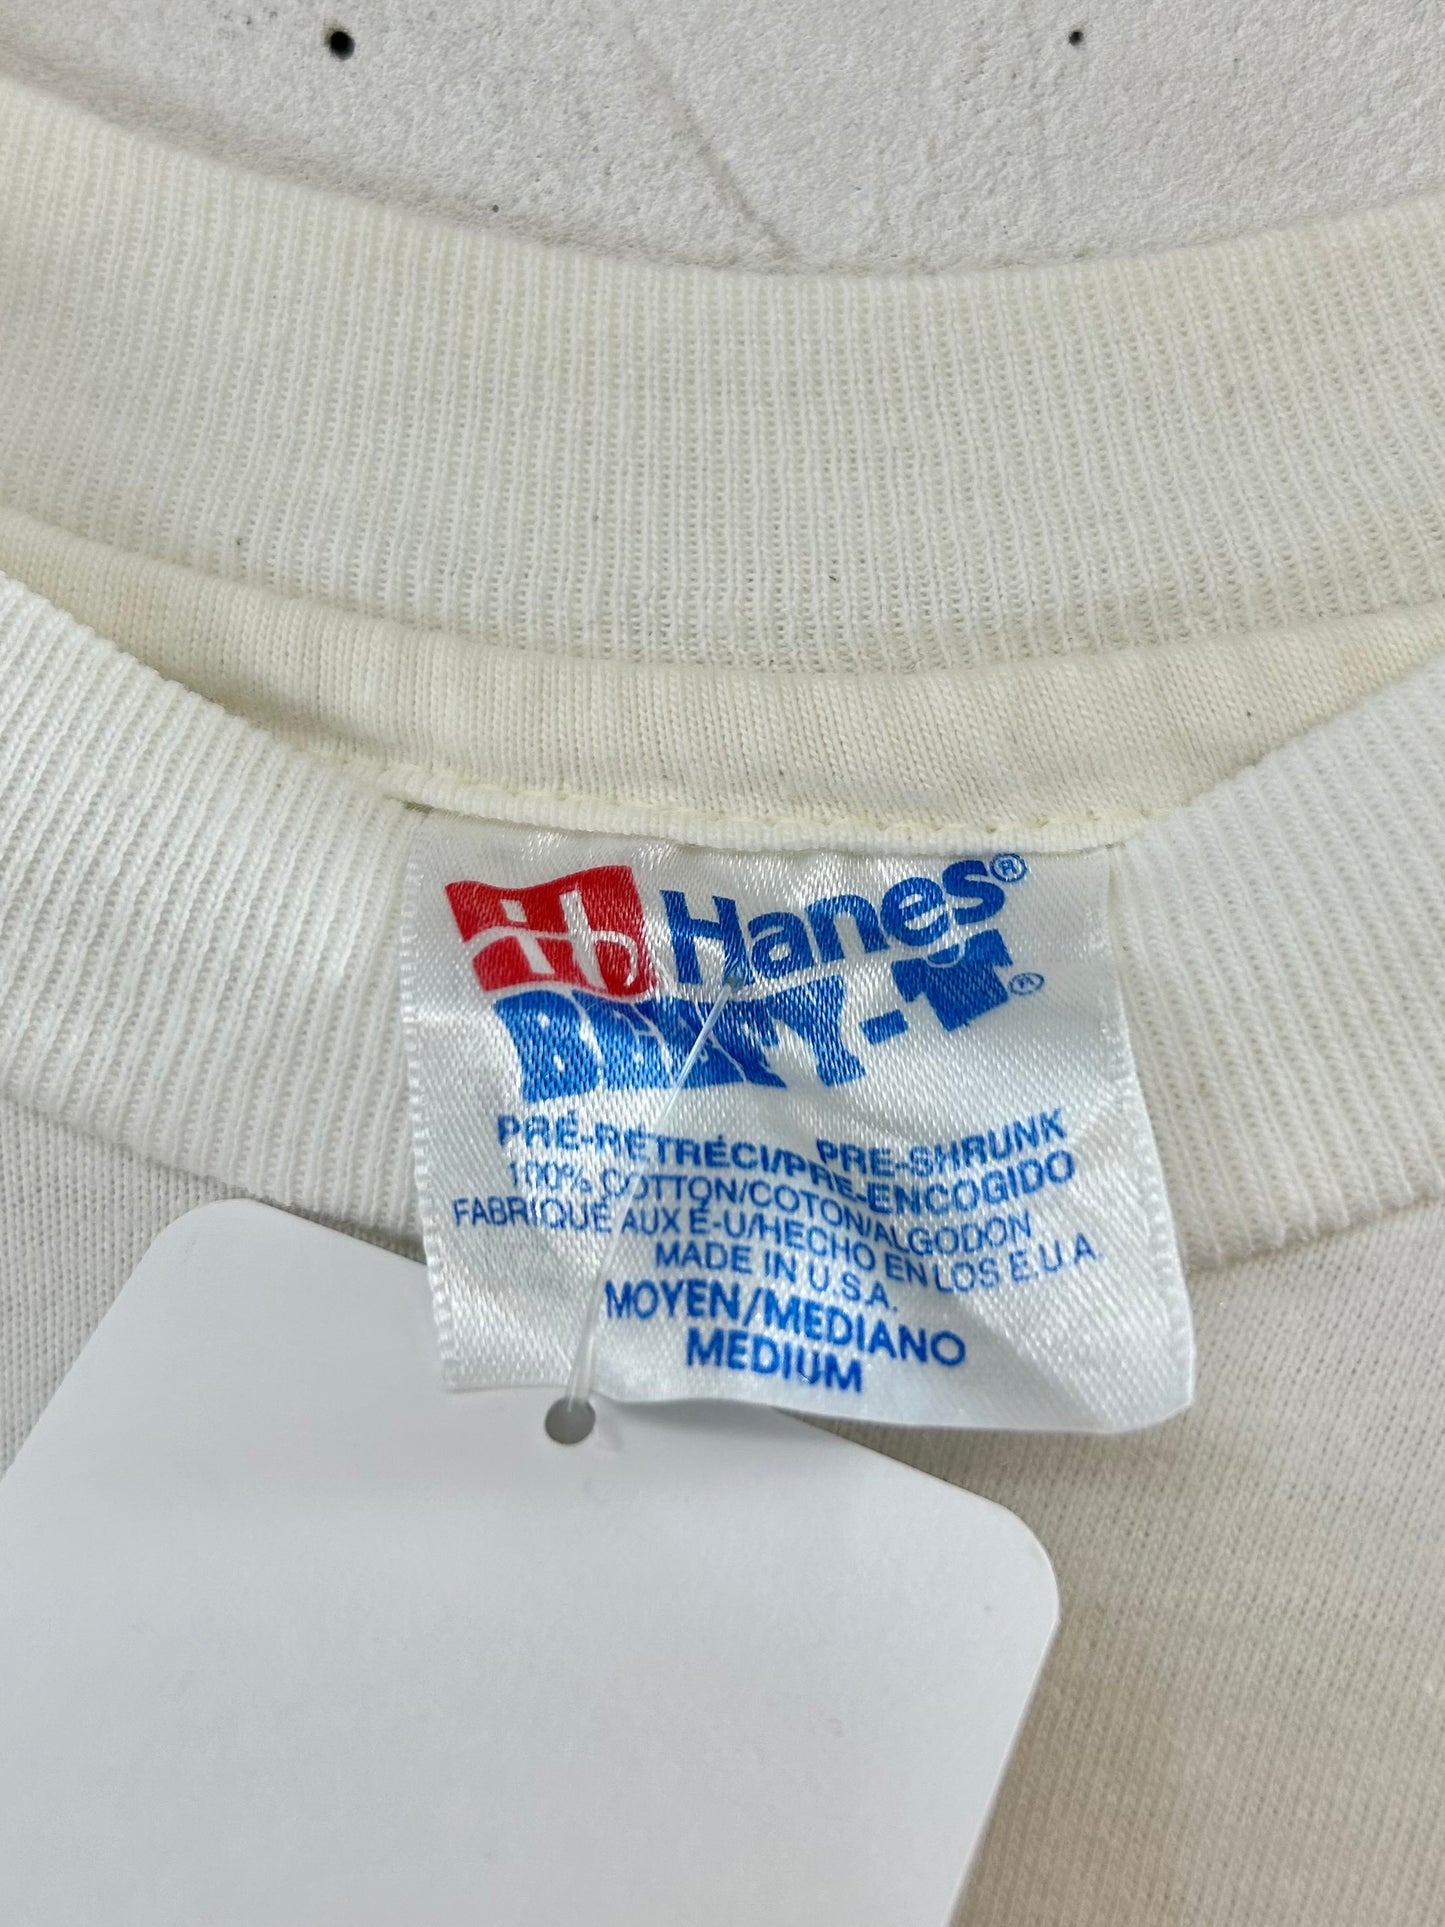 Hanes®
BEEFY-T®
PRE-SHRUNK
PRÉ-RÉTRÉCI/PRE-ENCOGIDO
100% COTTON/COTON/ALGODON
FABRIQUÉ AUX É-U/HECHO EN LOS E.U.A.
MADE IN U.S.A.
MOYEN/MEDIANO
MEDIUM